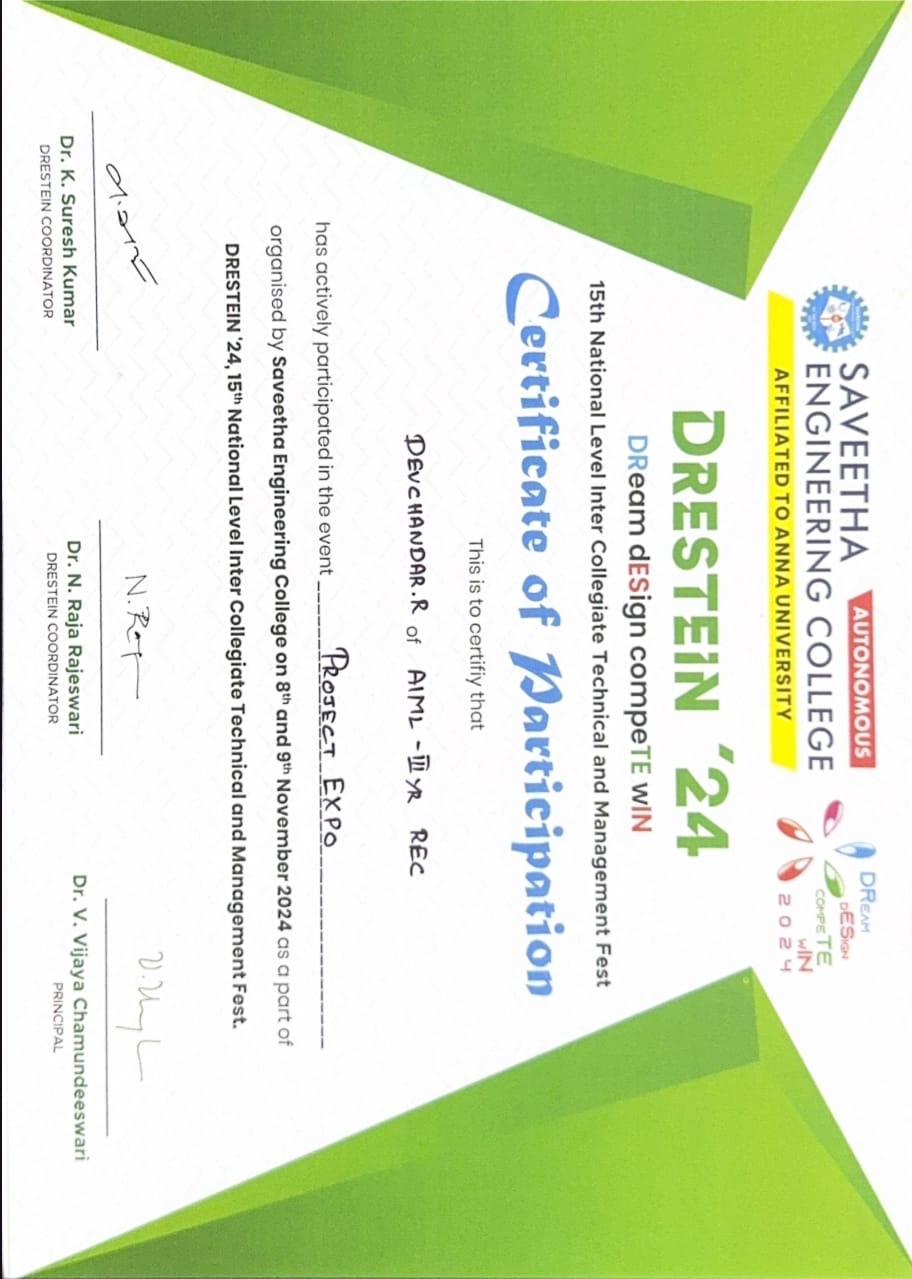 SAVEETHA AUTONOMOUS
ENGINEERING COLLEGE
AFFILIATED TO ANNA UNIVERSITY
DReam
dESign
compeTE
wIN
2024
DRESTEIN '24
DReam dESign compeTE wIN
15th National Level Inter Collegiate Technical and Management Fest
Certificate of Participation
This is to certifiy that
DEVCHANDAR.R of AIML - III YR REC
has actively participated in the event PROJECT EXPO
organised by Saveetha Engineering College on 8th and 9th November 2024 as a part of
DRESTEIN '24, 15th National Level Inter Collegiate Technical and Management Fest.
N. Raj
Dr. K. Suresh Kumar
DRESTEIN COORDINATOR
Dr. N. Raja Rajeswari
DRESTEIN COORDINATOR
Dr. V. Vijaya Chamundeeswari
PRINCIPAL